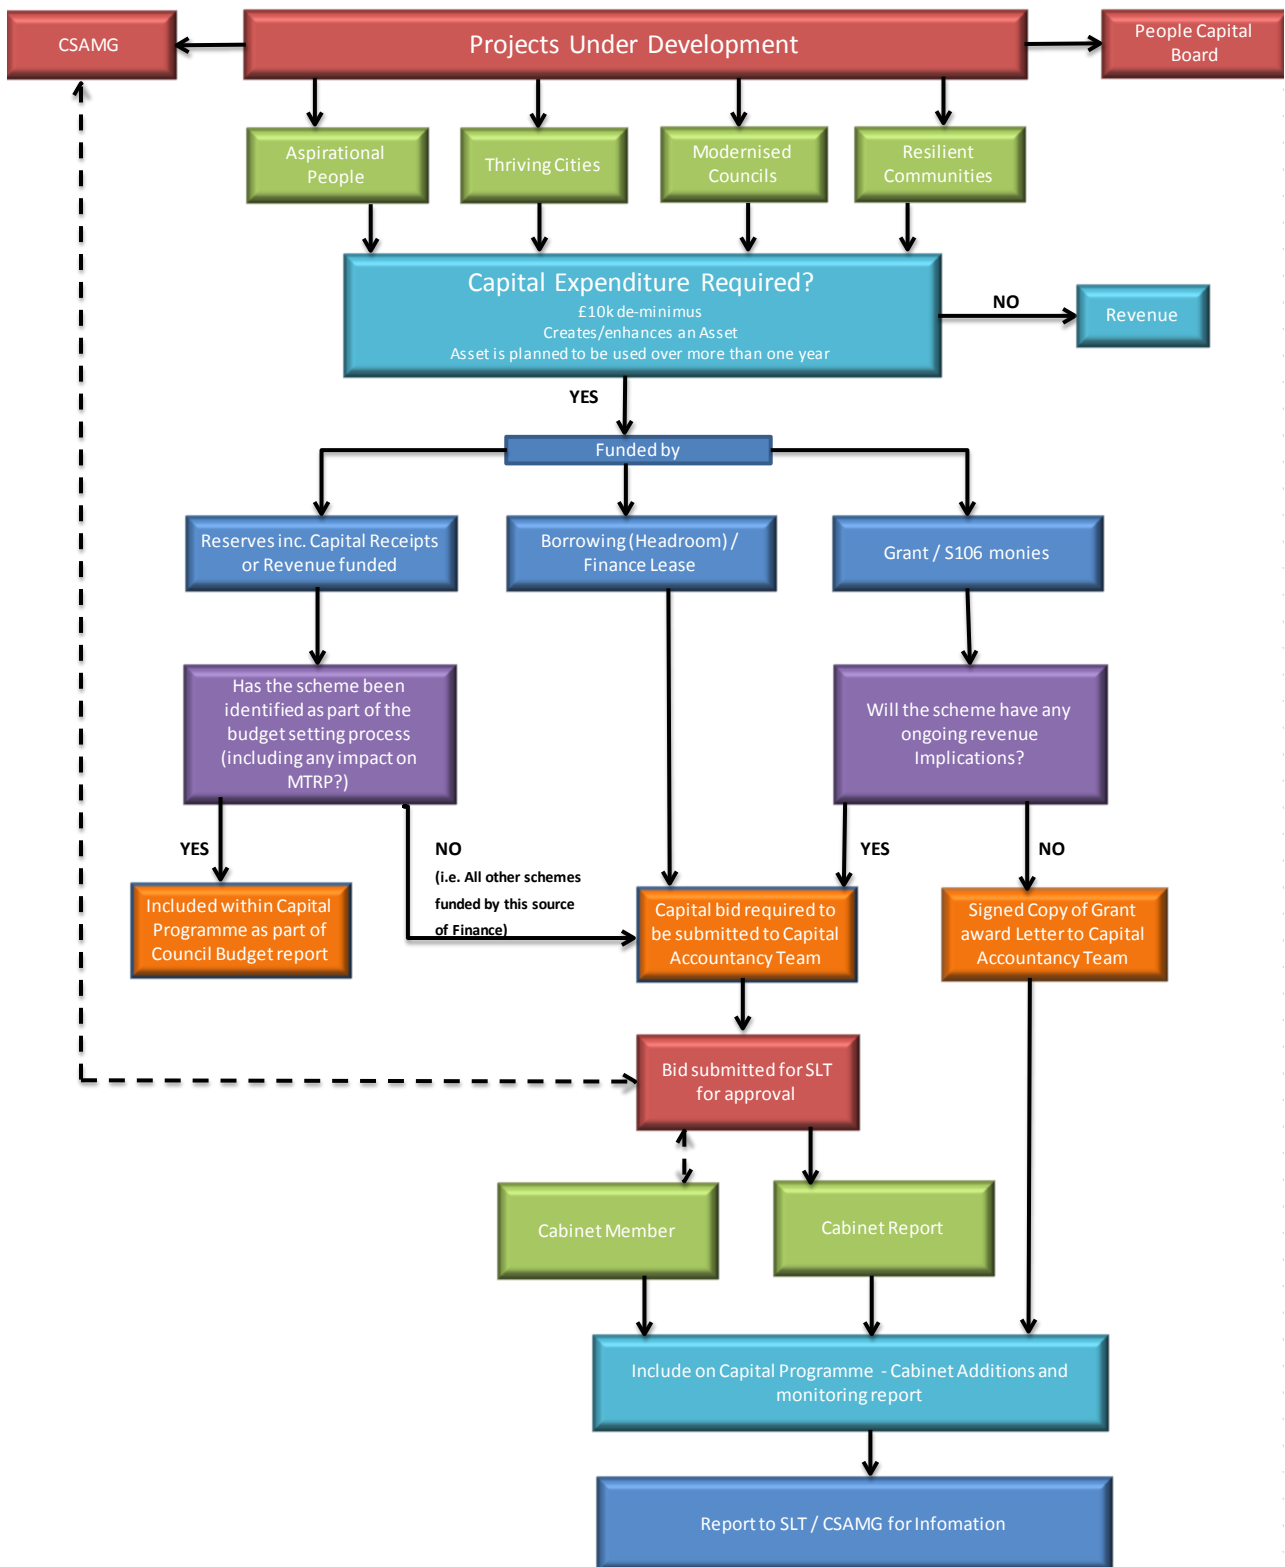 CSAMG
Projects Under Development
People Capital
Board
Aspirational
People
Thriving Cities
Modernised
Councils
Resilient
Communities
Capital Expenditure Required?
£10k de-minimus
Creates/enhances an Asset
Asset is planned to be used over more than one year
NO
Revenue
YES
Funded by
Reserves inc. Capital Receipts
or Revenue funded
Borrowing (Headroom) /
Finance Lease
Grant / S106 monies
Has the scheme been
identified as part of the
budget setting process
(including any impact on
MTRP?)
Will the scheme have any
ongoing revenue
Implications?
YES
NO
(i.e. All other schemes
funded by this source
of Finance)
YES
NO
Included within Capital
Programme as part of
Council Budget report
Capital bid required to
be submitted to Capital
Accountancy Team
Signed Copy of Grant
award Letter to Capital
Accountancy Team
Bid submitted for SLT
for approval
Cabinet Member
Cabinet Report
Include on Capital Programme - Cabinet Additions and
monitoring report
Report to SLT / CSAMG for Infomation